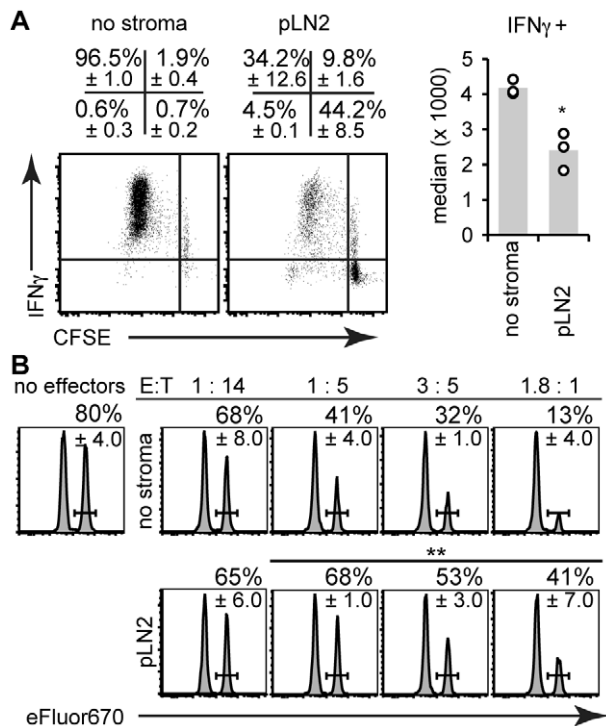 A
no stroma pLN2 IFNγ +
96.5% 1.9% 34.2% 9.8%
± 1.0 ± 0.4 ± 12.6 ± 1.6
0.6% 0.7% 4.5% 44.2%
± 0.3 ± 0.2 ± 0.1 ± 8.5
IFNγ
CFSE
median (x 1000)
5
4
3
2
1
0
*
no stroma
pLN2
B
no effectors E:T 1 : 14 1 : 5 3 : 5 1.8 : 1
80% 68% 41% 32% 13%
± 4.0 ± 8.0 ± 4.0 ± 1.0 ± 4.0
no stroma
**
65% 68% 53% 41%
± 6.0 ± 1.0 ± 3.0 ± 7.0
pLN2
eFluor670